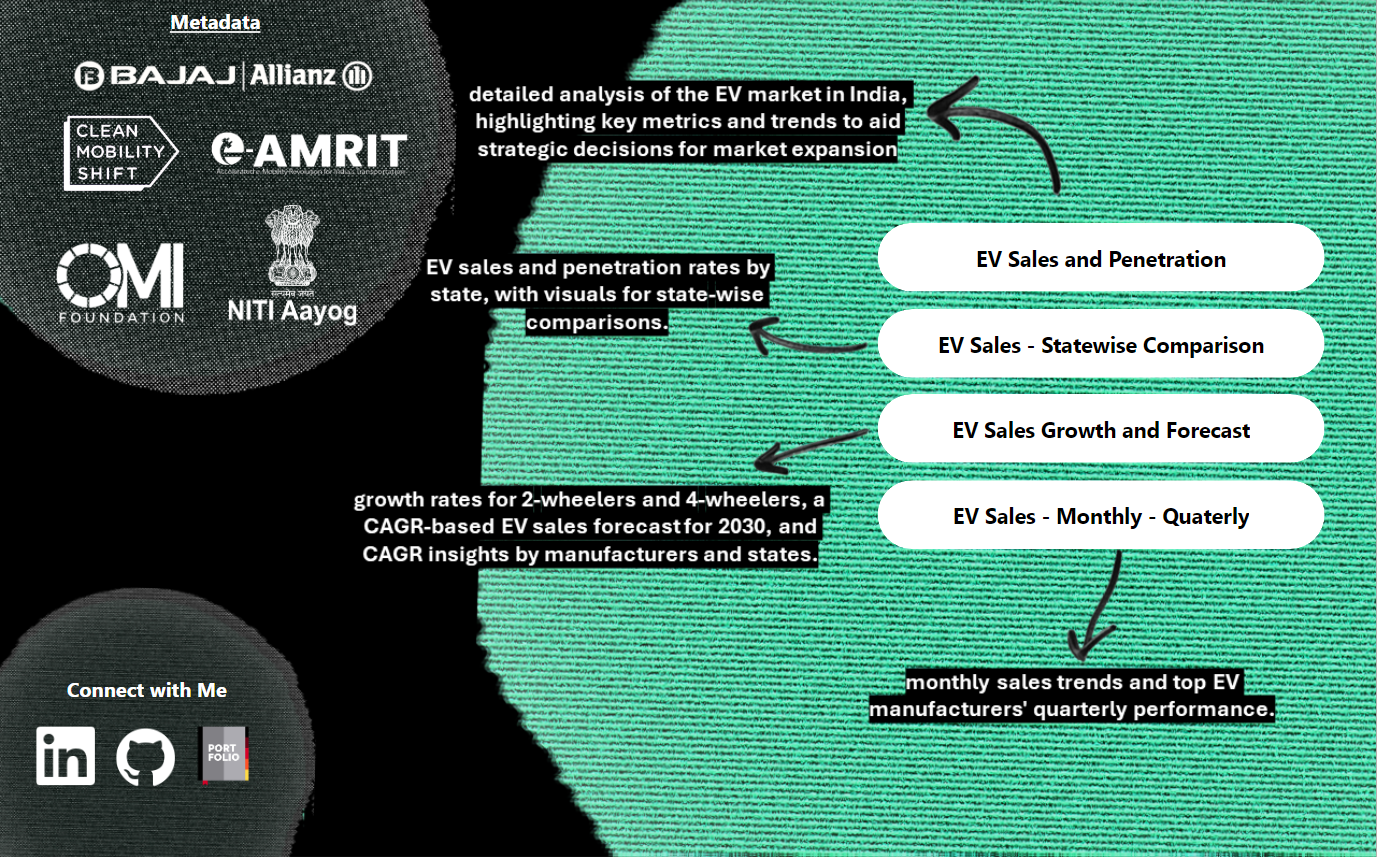 Metadata
BAJAJ | Allianz
CLEAN
MOBILITY
SHIFT
e-AMRIT
Accelerated e-Mobility Revolution for India's Transportation
OMI
FOUNDATION
सत्यमेव जयते
NITI Aayog
detailed analysis of the EV market in India,
highlighting key metrics and trends to aid
strategic decisions for market expansion
EV Sales and Penetration
EV sales and penetration rates by
state, with visuals for state-wise
comparisons.
EV Sales - Statewise Comparison
EV Sales Growth and Forecast
growth rates for 2-wheelers and 4-wheelers, a
CAGR-based EV sales forecast for 2030, and
CAGR insights by manufacturers and states.
EV Sales - Monthly - Quaterly
monthly sales trends and top EV
manufacturers' quarterly performance.
Connect with Me
in
PORT
FOLIO